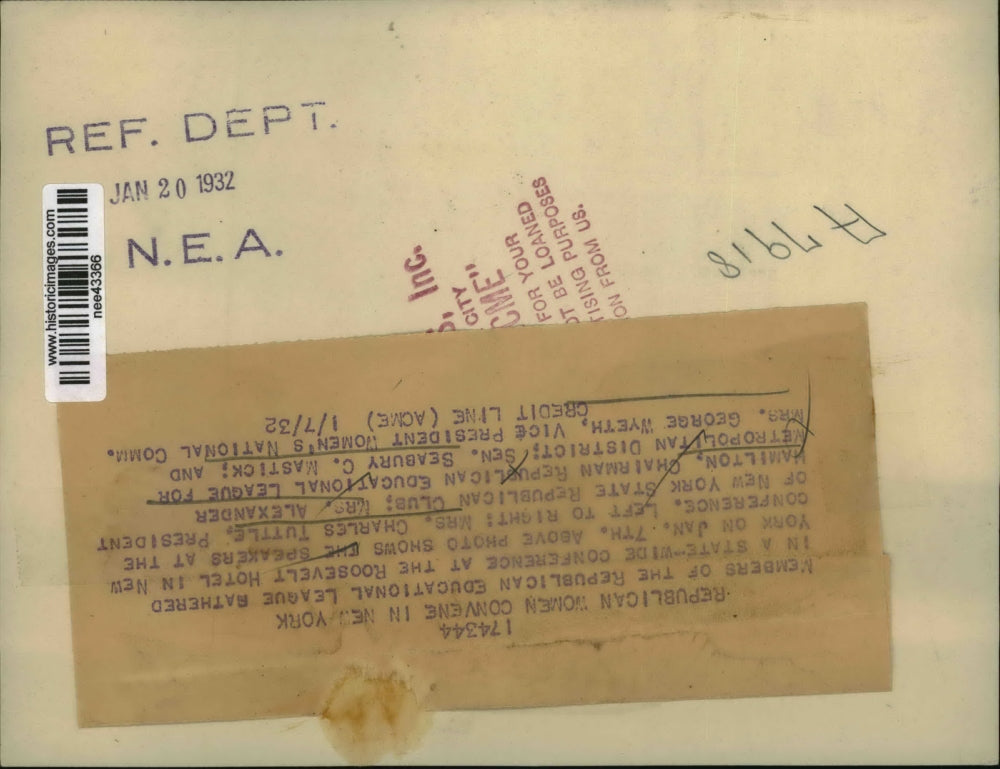 REF. DEPT.
JAN 20 1932
N.E.A.
www.historicimages.com
nee43366
Inc.
CITY
FOR YOUR
BE LOANED
PURPOSES
FROM US.
A 7918
174344
REPUBLICAN WOMEN CONVENE IN NEW YORK
MEMBERS OF THE REPUBLICAN EDUCATIONAL LEAGUE GATHERED
IN A STATE-WIDE CONFERENCE AT THE ROOSEVELT HOTEL IN NEW
YORK ON JAN. 7TH. ABOVE PHOTO SHOWS THE SPEAKERS AT THE
CONFERENCE. LEFT TO RIGHT: MRS. CHARLES TUTTLE, PRESIDENT
OF NEW YORK STATE REPUBLICAN CLUB; MRS. ALEXANDER
HAMILTON, CHAIRMAN REPUBLICAN EDUCATIONAL LEAGUE FOR
METROPOLITAN DISTRICT; SEN. SEABURY C. MASTICK; AND
MRS. GEORGE WYETH, VICE PRESIDENT WOMEN'S NATIONAL COMM.
CREDIT LINE (ACME) 1/7/32